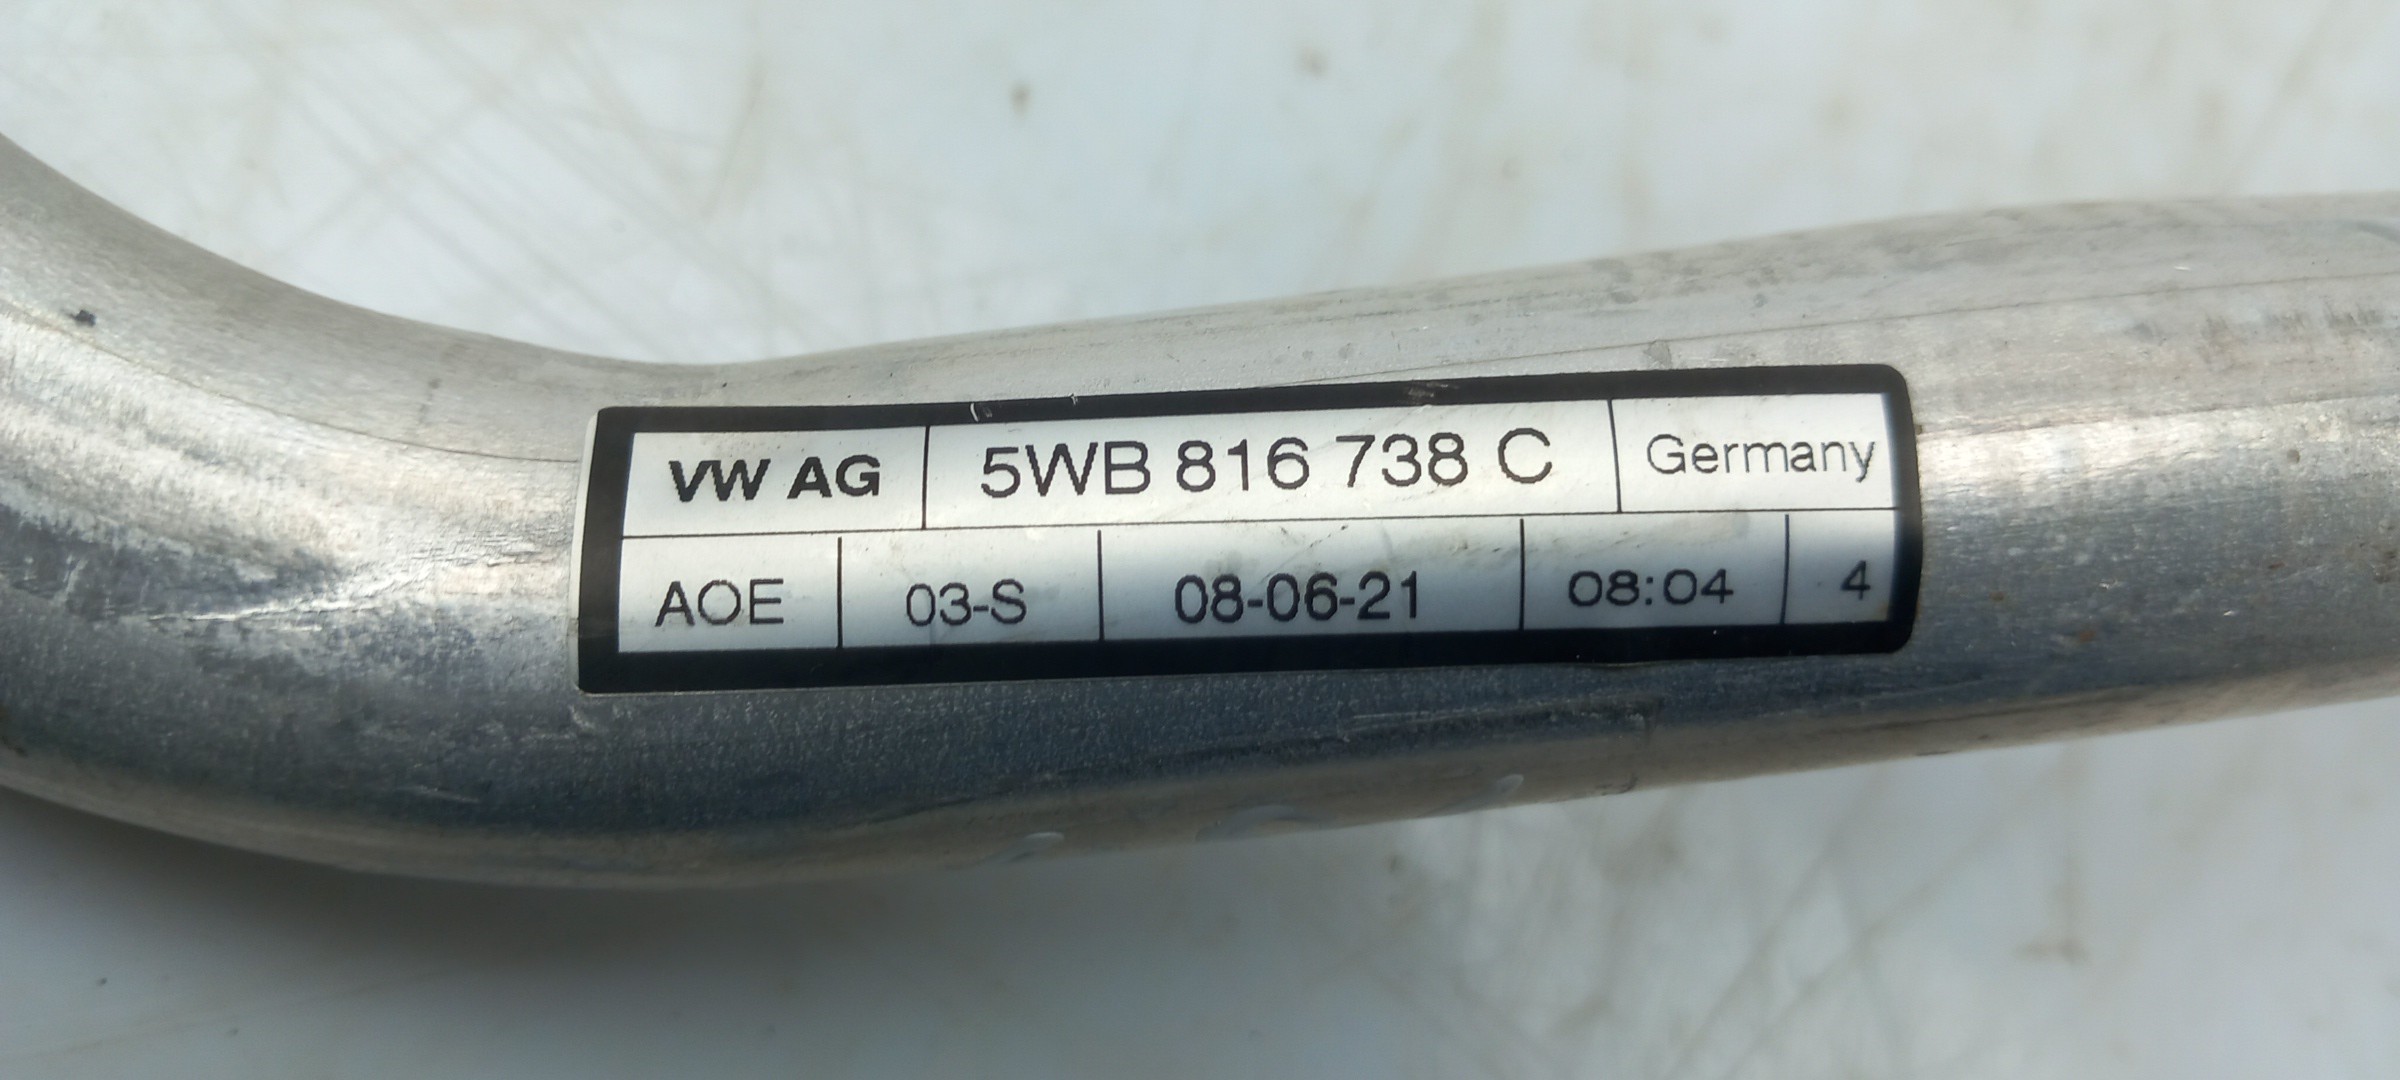 VW AG 5WB 816 738 C Germany
AOE 03-S 08-06-21 08:04 4